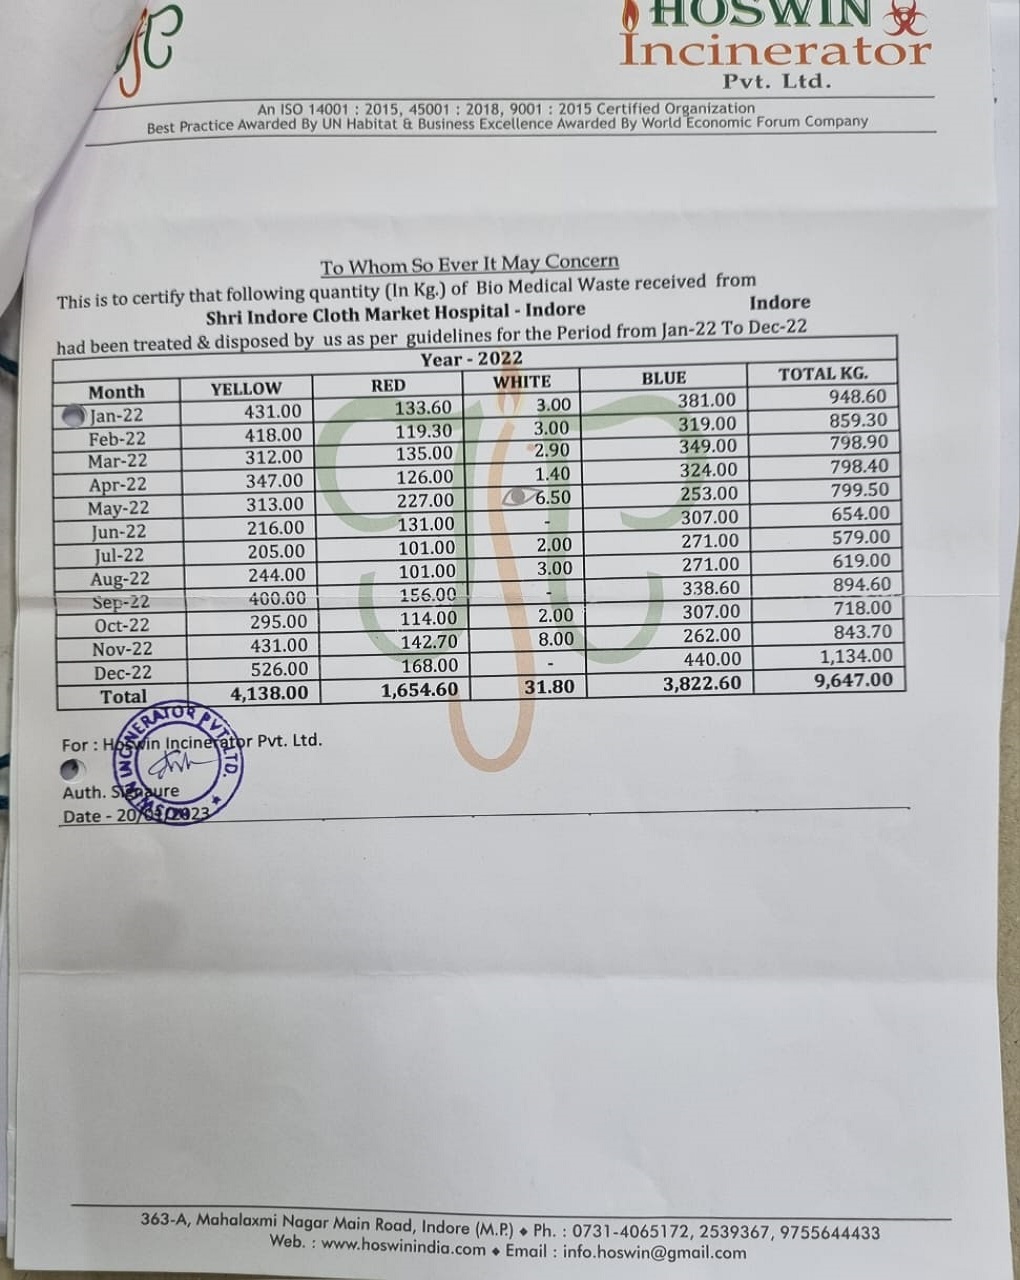 HOSWIN
Incinerator
Pvt. Ltd.
An ISO 14001 : 2015, 45001 : 2018, 9001 : 2015 Certified Organization
Best Practice Awarded By UN Habitat & Business Excellence Awarded By World Economic Forum Company
To Whom So Ever It May Concern
This is to certify that following quantity (In Kg.) of Bio Medical Waste received from
Shri Indore Cloth Market Hospital - Indore Indore
had been treated & disposed by us as per guidelines for the Period from Jan-22 To Dec-22
Year - 2022
Month YELLOW RED WHITE BLUE TOTAL KG.
Jan-22 431.00 133.60 3.00 381.00 948.60
Feb-22 418.00 119.30 3.00 319.00 859.30
Mar-22 312.00 135.00 2.90 349.00 798.90
Apr-22 347.00 126.00 1.40 324.00 798.40
May-22 313.00 227.00 6.50 253.00 799.50
Jun-22 216.00 131.00 - 307.00 654.00
Jul-22 205.00 101.00 2.00 271.00 579.00
Aug-22 244.00 101.00 3.00 271.00 619.00
Sep-22 400.00 156.00 - 338.60 894.60
Oct-22 295.00 114.00 2.00 307.00 718.00
Nov-22 431.00 142.70 8.00 262.00 843.70
Dec-22 526.00 168.00 - 440.00 1,134.00
Total 4,138.00 1,654.60 31.80 3,822.60 9,647.00
For : Hoswin Incinerator Pvt. Ltd.
HOSWIN INCINERATOR PVT. LTD.
Auth. Signaure
Date - 20/01/2023
363-A, Mahalaxmi Nagar Main Road, Indore (M.P.) ♦ Ph. : 0731-4065172, 2539367, 9755644433
Web. : www.hoswinindia.com ♦ Email : info.hoswin@gmail.com